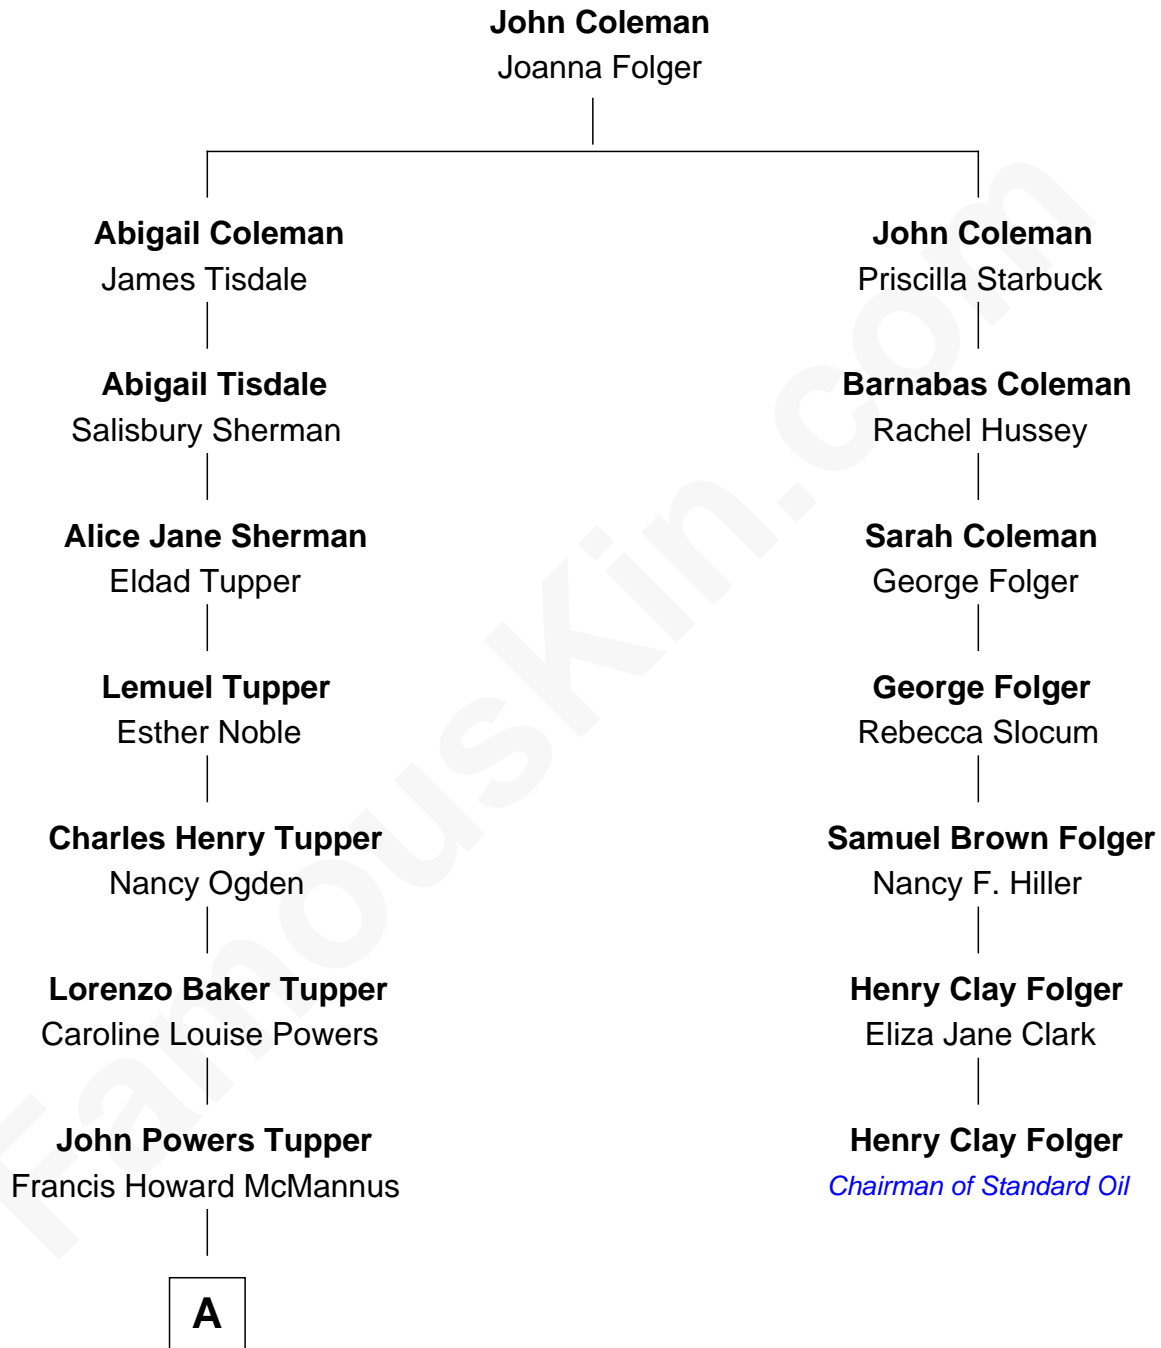 John Coleman
Joanna Folger
Abigail Coleman
James Tisdale
Abigail Tisdale
Salisbury Sherman
Alice Jane Sherman
Eldad Tupper
Lemuel Tupper
Esther Noble
Charles Henry Tupper
Nancy Ogden
Lorenzo Baker Tupper
Caroline Louise Powers
John Powers Tupper
Francis Howard McMannus
A
John Coleman
Priscilla Starbuck
Barnabas Coleman
Rachel Hussey
Sarah Coleman
George Folger
George Folger
Rebecca Slocum
Samuel Brown Folger
Nancy F. Hiller
Henry Clay Folger
Eliza Jane Clark
Henry Clay Folger
Chairman of Standard Oil
FamousKin.com